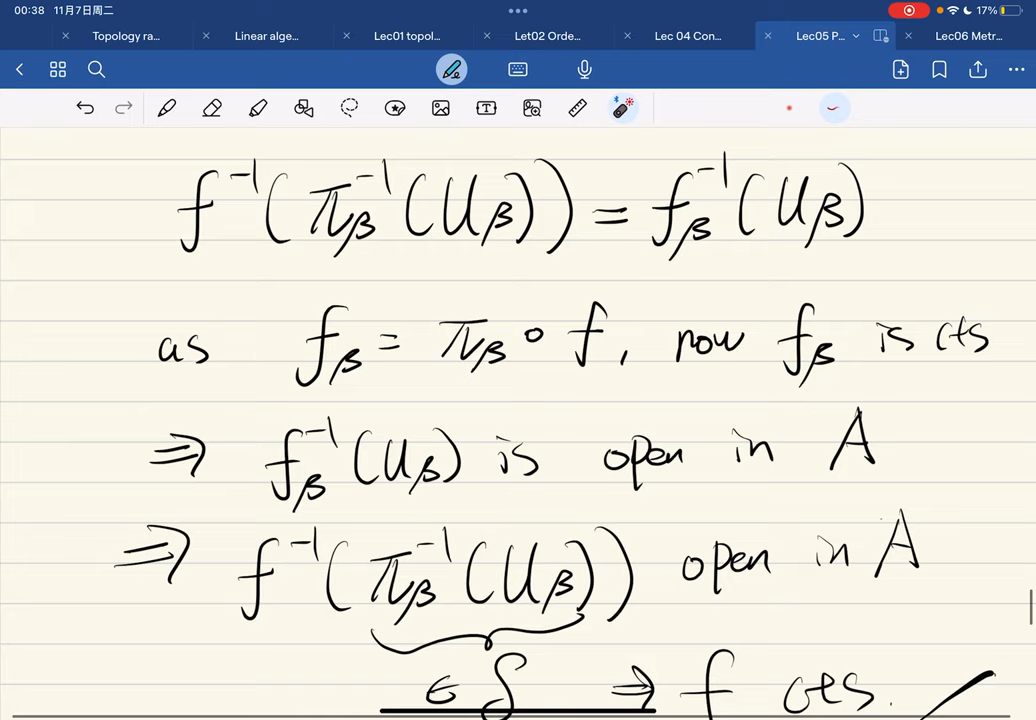 00:38 11月7日周二 17%
Topology ra... Linear alge... Lec01 topol... Let02 Orde... Lec 04 Con... Lec05 P... Lec06 Metr...
f⁻¹(π_β⁻¹(U_β)) = f_β⁻¹(U_β)
as f_β = π_β ∘ f, now f_β is cts
⇒ f_β⁻¹(U_β) is open in A
⇒ f⁻¹(π_β⁻¹(U_β)) open in A
∈ S ⇒ f cts.